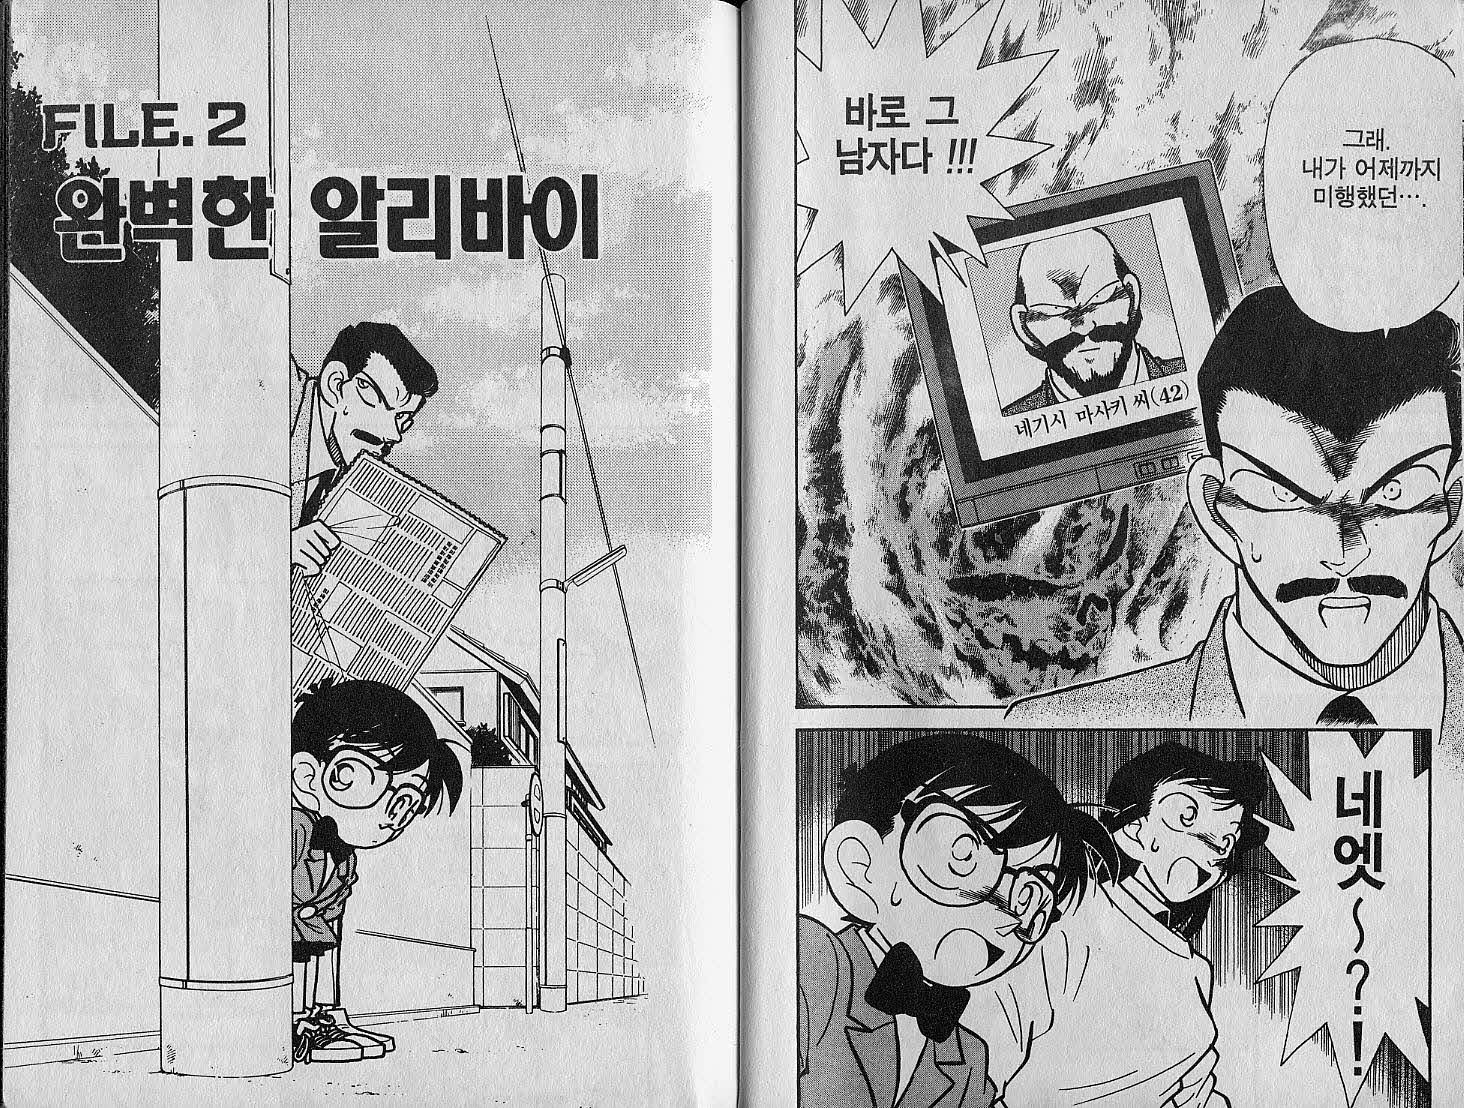 FILE.2
완벽한 알리바이
그래.
내가 어제까지
미행했던….
바로 그
남자다!!!
네기시 마사키 씨(42)
네
엣
~
?
!